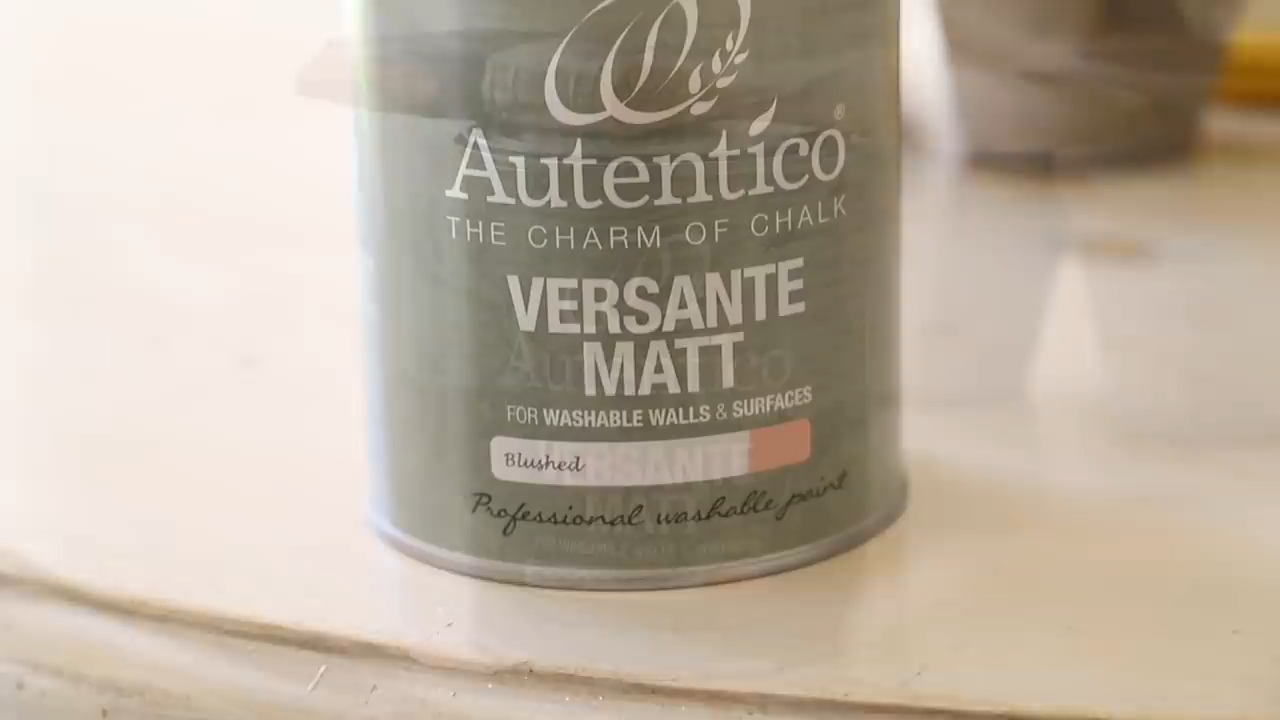 Autentico®
THE CHARM OF CHALK
VERSANTE
MATT
FOR WASHABLE WALLS & SURFACES
Blushed
Professional washable paint